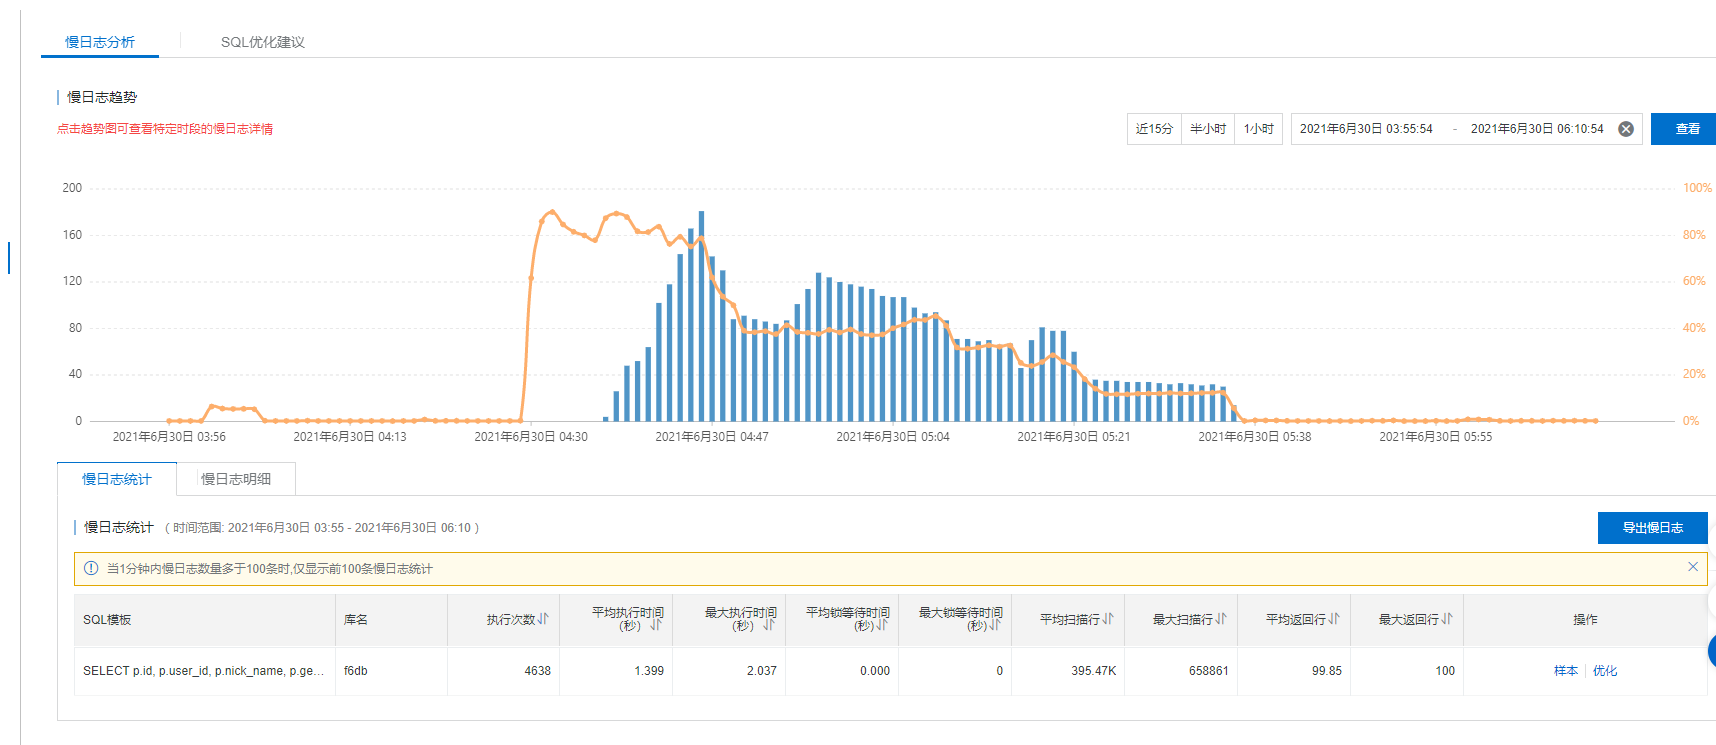 慢日志分析 SQL优化建议
慢日志趋势
点击趋势图可查看特定时段的慢日志详情
近15分 半小时 1小时 2021年6月30日 03:55:54 - 2021年6月30日 06:10:54 查看
200 100%
160 80%
120 60%
80 40%
40 20%
0 0%
2021年6月30日 03:56 2021年6月30日 04:13 2021年6月30日 04:30 2021年6月30日 04:47 2021年6月30日 05:04 2021年6月30日 05:21 2021年6月30日 05:38 2021年6月30日 05:55
慢日志统计 慢日志明细
慢日志统计 ( 时间范围: 2021年6月30日 03:55 - 2021年6月30日 06:10 ) 导出慢日志
当1分钟内慢日志数量多于100条时,仅显示前100条慢日志统计
SQL模板 库名 执行次数 平均执行时间(秒) 最大执行时间(秒) 平均锁等待时间(秒) 最大锁等待时间(秒) 平均扫描行 最大扫描行 平均返回行 最大返回行 操作
SELECT p.id, p.user_id, p.nick_name, p.ge... f6db 4638 1.399 2.037 0.000 0 395.47K 658861 99.85 100 样本 优化